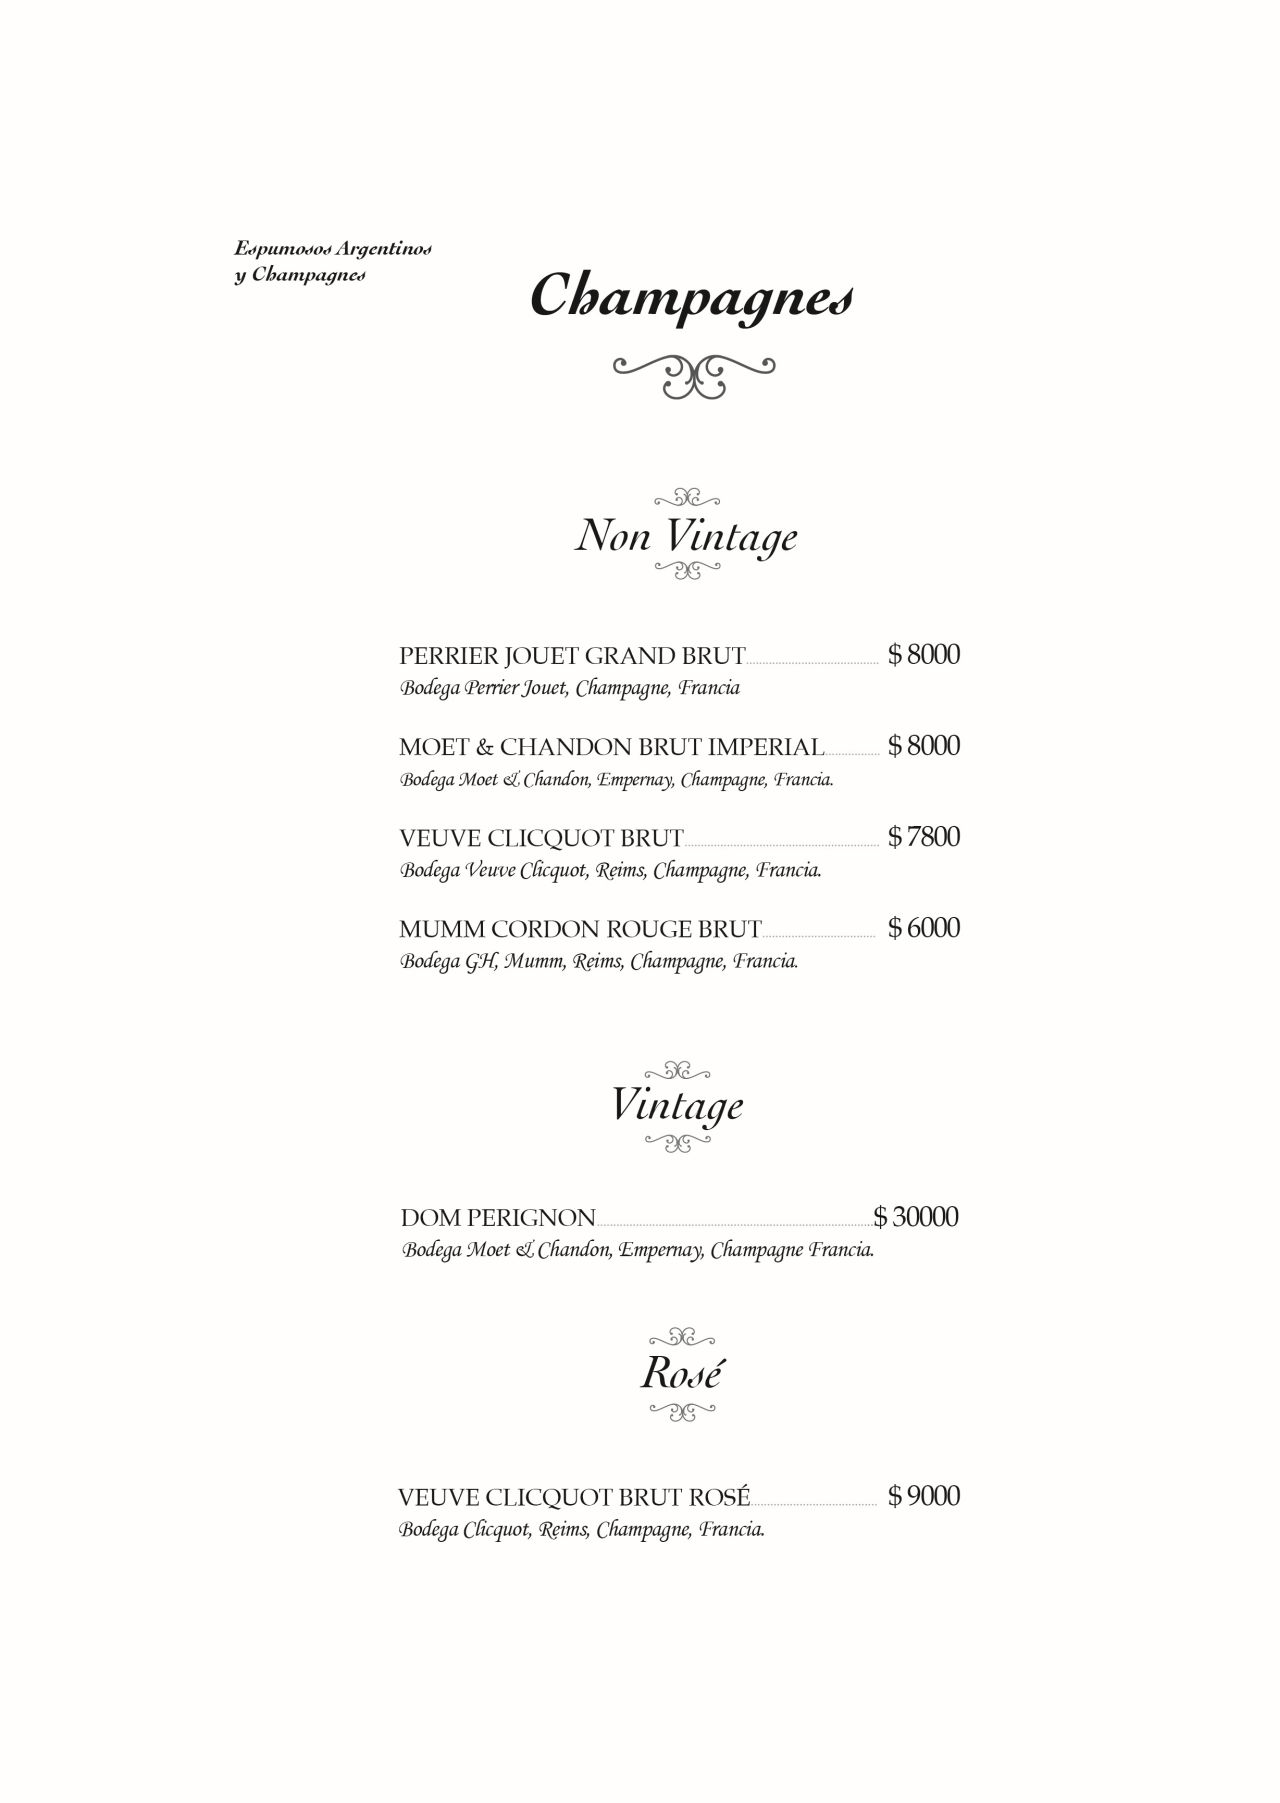 Espumosos Argentinos
y Champagnes
Champagnes
Non Vintage
PERRIER JOUET GRAND BRUT $ 8000
Bodega Perrier Jouet, Champagne, Francia
MOET & CHANDON BRUT IMPERIAL $ 8000
Bodega Moet & Chandon, Empernay, Champagne, Francia.
VEUVE CLICQUOT BRUT $ 7800
Bodega Veuve Clicquot, Reims, Champagne, Francia.
MUMM CORDON ROUGE BRUT $ 6000
Bodega GH, Mumm, Reims, Champagne, Francia.
Vintage
DOM PERIGNON $ 30000
Bodega Moet & Chandon, Empernay, Champagne Francia.
Rosé
VEUVE CLICQUOT BRUT ROSÉ $ 9000
Bodega Clicquot, Reims, Champagne, Francia.